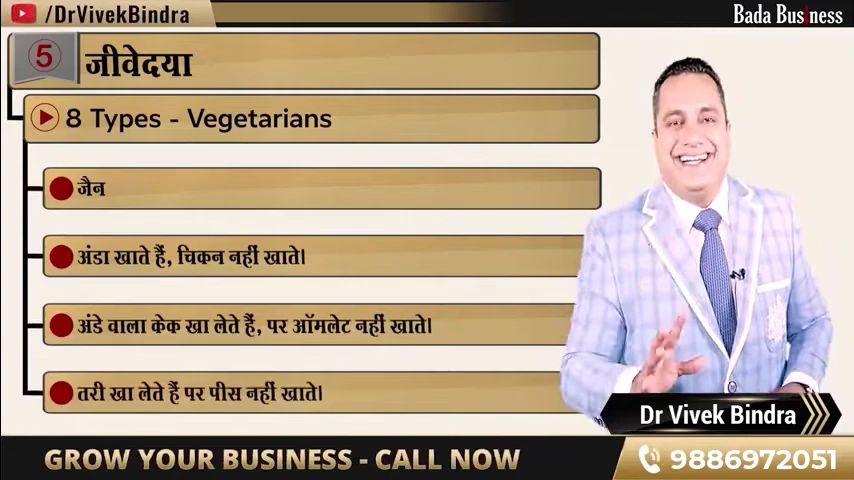 /DrVivekBindra
Bada Business
5
जीवेदया
8 Types - Vegetarians
जैन
अंडा खाते हैं, चिकन नहीं खाते।
अंडे वाला केक खा लेते हैं, पर ऑमलेट नहीं खाते।
तरी खा लेते हैं पर पीस नहीं खाते।
Dr Vivek Bindra
GROW YOUR BUSINESS - CALL NOW
9886972051